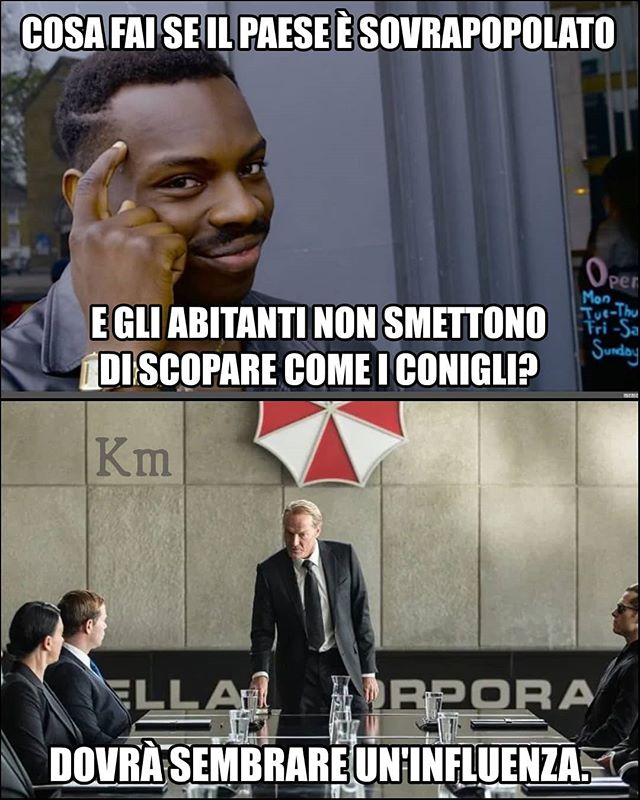 COSA FAI SE IL PAESE È SOVRAPOPOLATO
Open
Mon
Tue-Thu
Fri - Sa
Sunday
E GLI ABITANTI NON SMETTONO
DI SCOPARE COME I CONIGLI?
Km
ELLA CORPORA
DOVRÀ SEMBRARE UN'INFLUENZA.